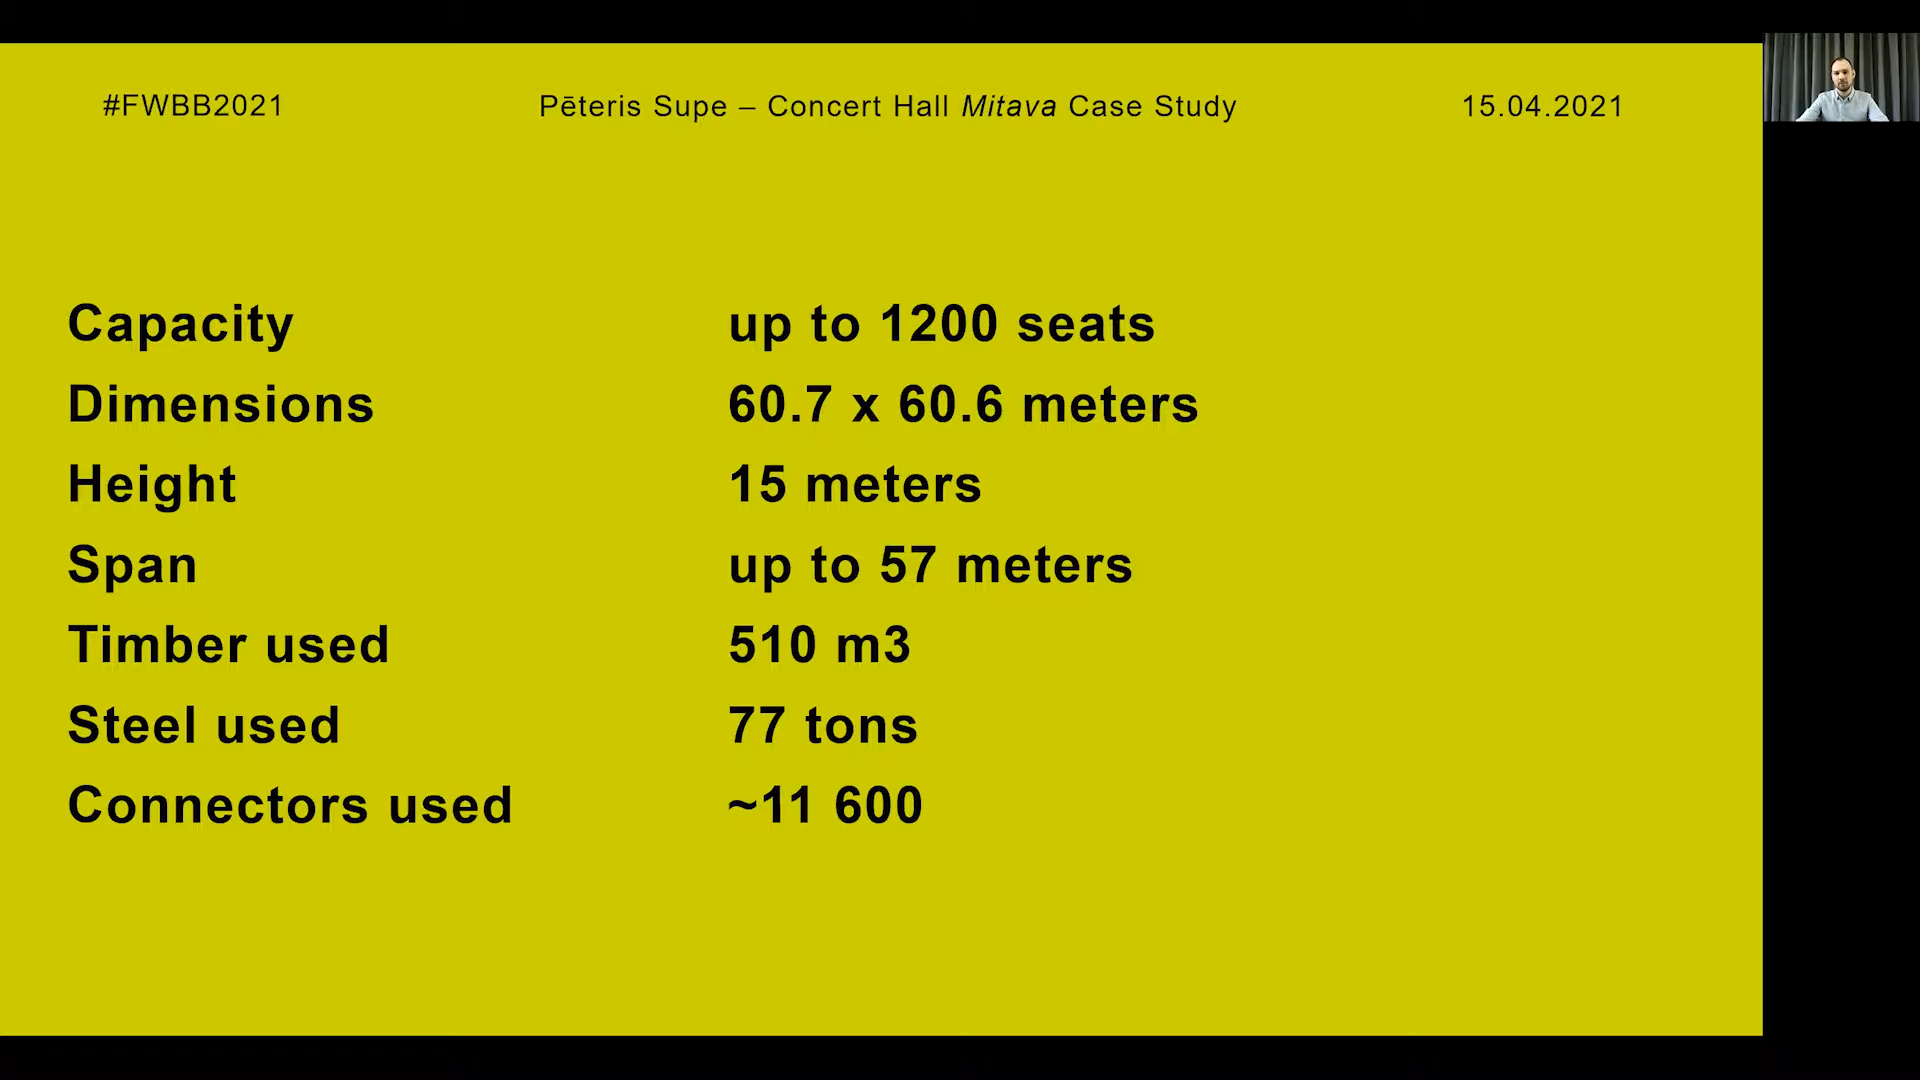 #FWBB2021 Pēteris Supe – Concert Hall Mitava Case Study 15.04.2021
Capacity up to 1200 seats
Dimensions 60.7 x 60.6 meters
Height 15 meters
Span up to 57 meters
Timber used 510 m3
Steel used 77 tons
Connectors used ~11 600